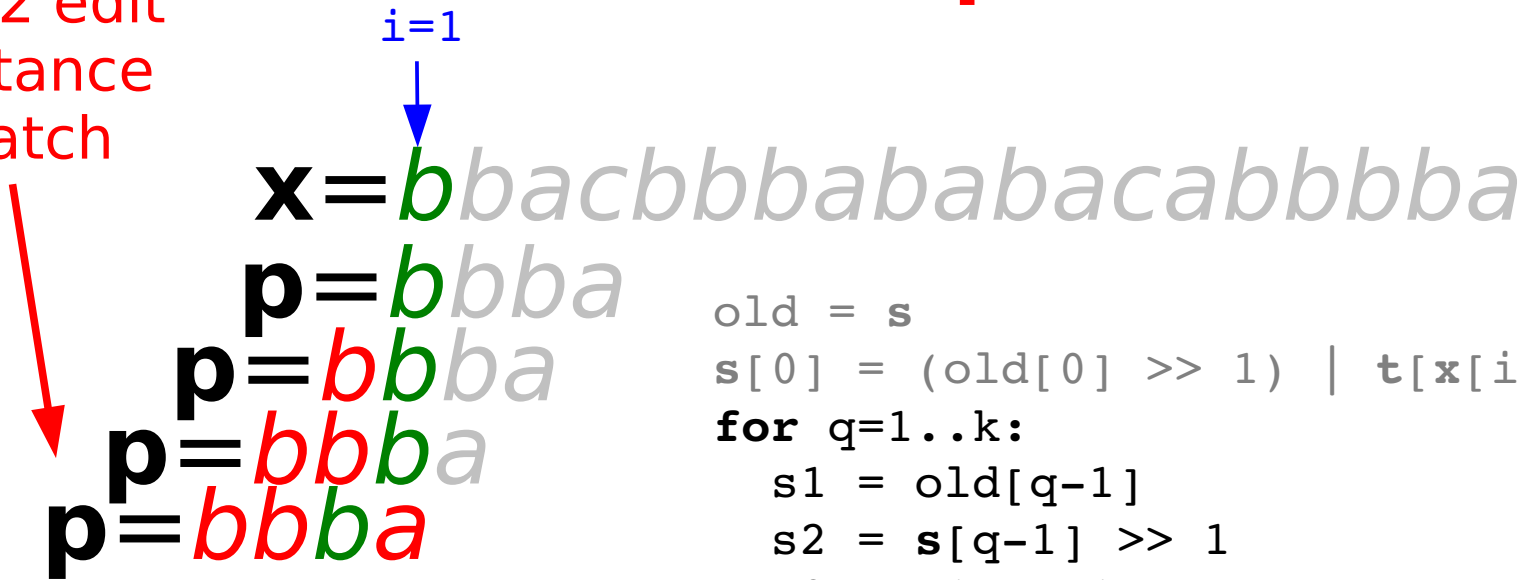 2 edit
i=1
tance
atch
x=bbacbbbababacabbbba
p=bbba
old = s
p=bbba
s[0] = (old[0] >> 1) | t[x[i
for q=1..k:
p=bbba
s1 = old[q-1]
p=bbba
s2 = s[q-1] >> 1